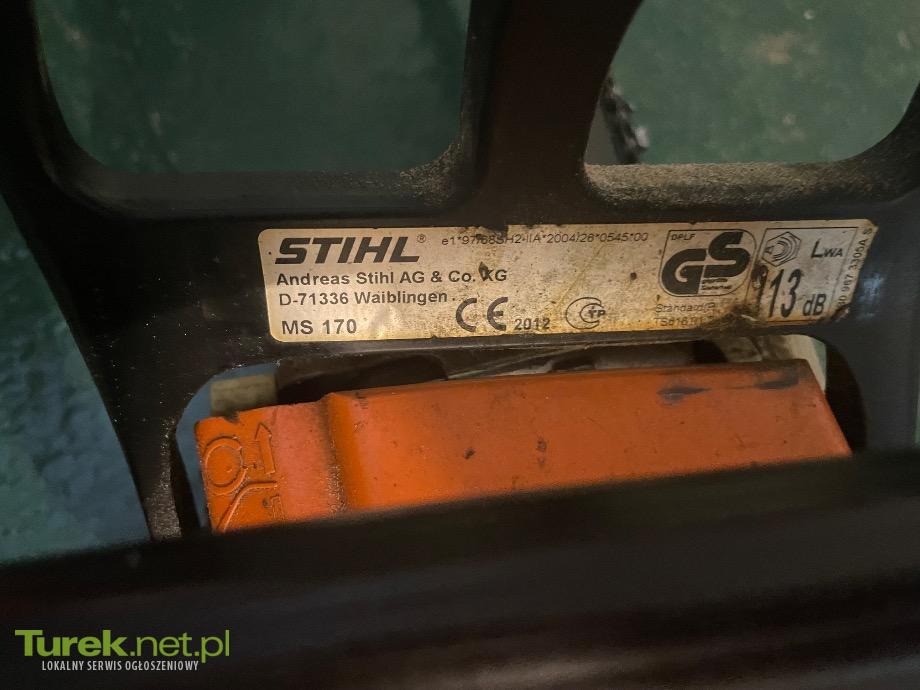 STIHL® e1*97/68SH2-IIA*2004/26*0545*00
Andreas Stihl AG & Co. KG
D-71336 Waiblingen
MS 170
CE 2012
DPLF
GS
LWA
113 dB
Turek.net.pl
LOKALNY SERWIS OGŁOSZENIOWY